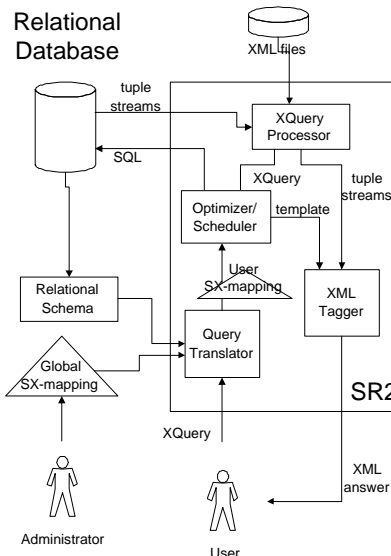 Relational
Database
XML files
tuple
streams
XQuery
Processor
SQL
XQuery
tuple
streams
Optimizer/
Scheduler
template
User
SX-mapping
XML
Tagger
Relational
Schema
Query
Translator
Global
SX-mapping
SR2
XQuery
XML
answer
Administrator
User